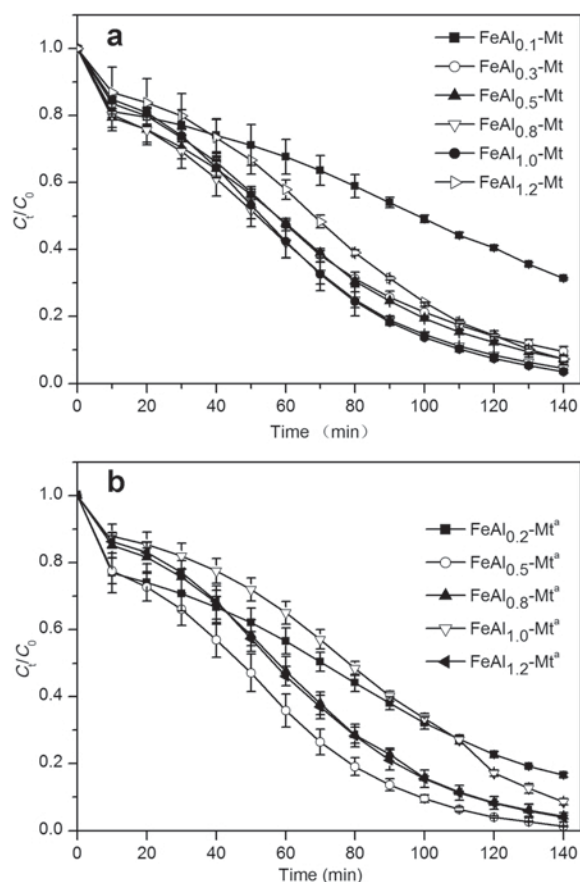 a
FeAl0.1-Mt
FeAl0.3-Mt
FeAl0.5-Mt
FeAl0.8-Mt
FeAl1.0-Mt
FeAl1.2-Mt
Ct/C0
1.0
0.8
0.6
0.4
0.2
0.0
0 20 40 60 80 100 120 140
Time （min）
b
FeAl0.2-Mtᵃ
FeAl0.5-Mtᵃ
FeAl0.8-Mtᵃ
FeAl1.0-Mtᵃ
FeAl1.2-Mtᵃ
Ct/C0
1.0
0.8
0.6
0.4
0.2
0.0
0 20 40 60 80 100 120 140
Time (min)